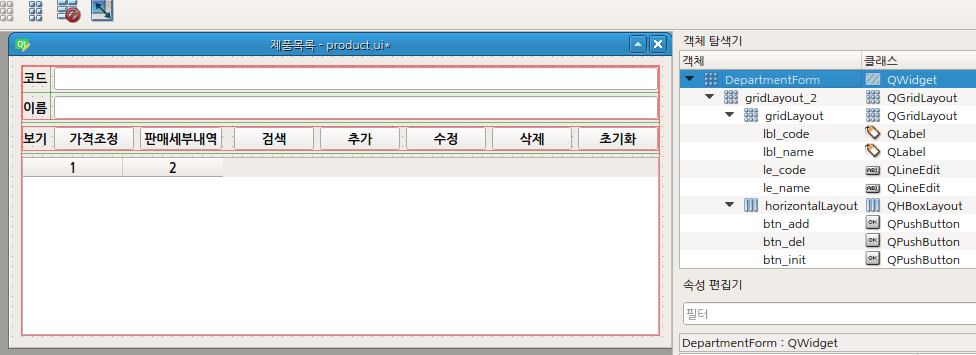 제품목록 - product.ui*
코드
이름
보기 가격조정 판매세부내역 검색 추가 수정 삭제 초기화
1 2
객체 탐색기
객체 클래스
DepartmentForm QWidget
gridLayout_2 QGridLayout
gridLayout QGridLayout
lbl_code QLabel
lbl_name QLabel
le_code QLineEdit
le_name QLineEdit
horizontalLayout QHBoxLayout
btn_add QPushButton
btn_del QPushButton
btn_init QPushButton
속성 편집기
필터
DepartmentForm : QWidget